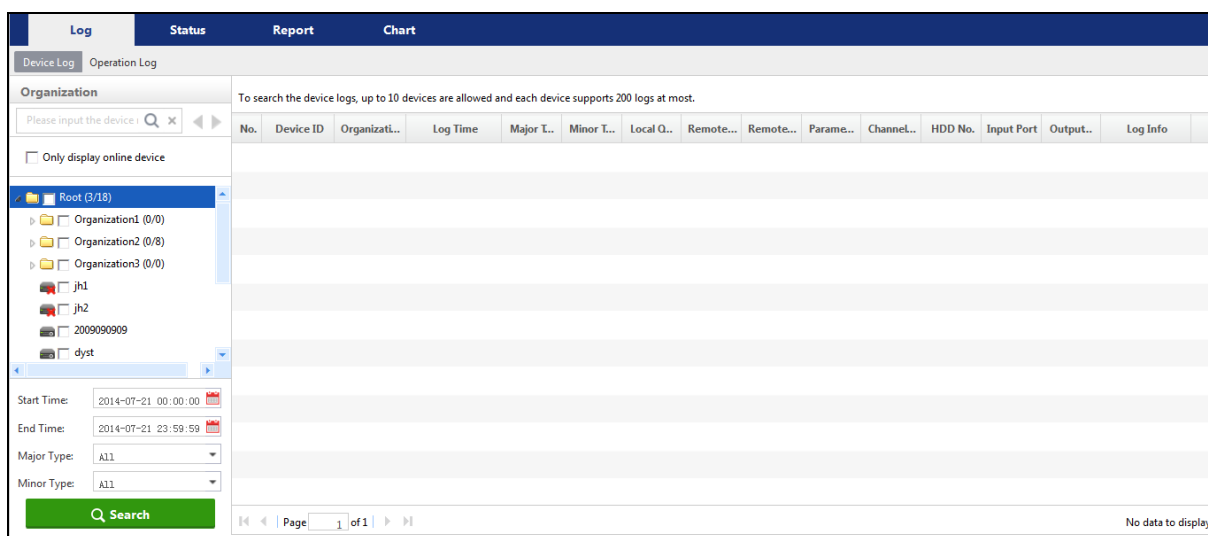 Log Status Report Chart
Device Log Operation Log
Organization
Please input the device i
Only display online device
Root (3/18)
Organization1 (0/0)
Organization2 (0/8)
Organization3 (0/0)
jh1
jh2
2009090909
dyst
Start Time: 2014-07-21 00:00:00
End Time: 2014-07-21 23:59:59
Major Type: All
Minor Type: All
Search
To search the device logs, up to 10 devices are allowed and each device supports 200 logs at most.
No. Device ID Organizati... Log Time Major T... Minor T... Local O... Remote... Remote... Parame... Channel... HDD No. Input Port Output... Log Info
Page 1 of 1 No data to display